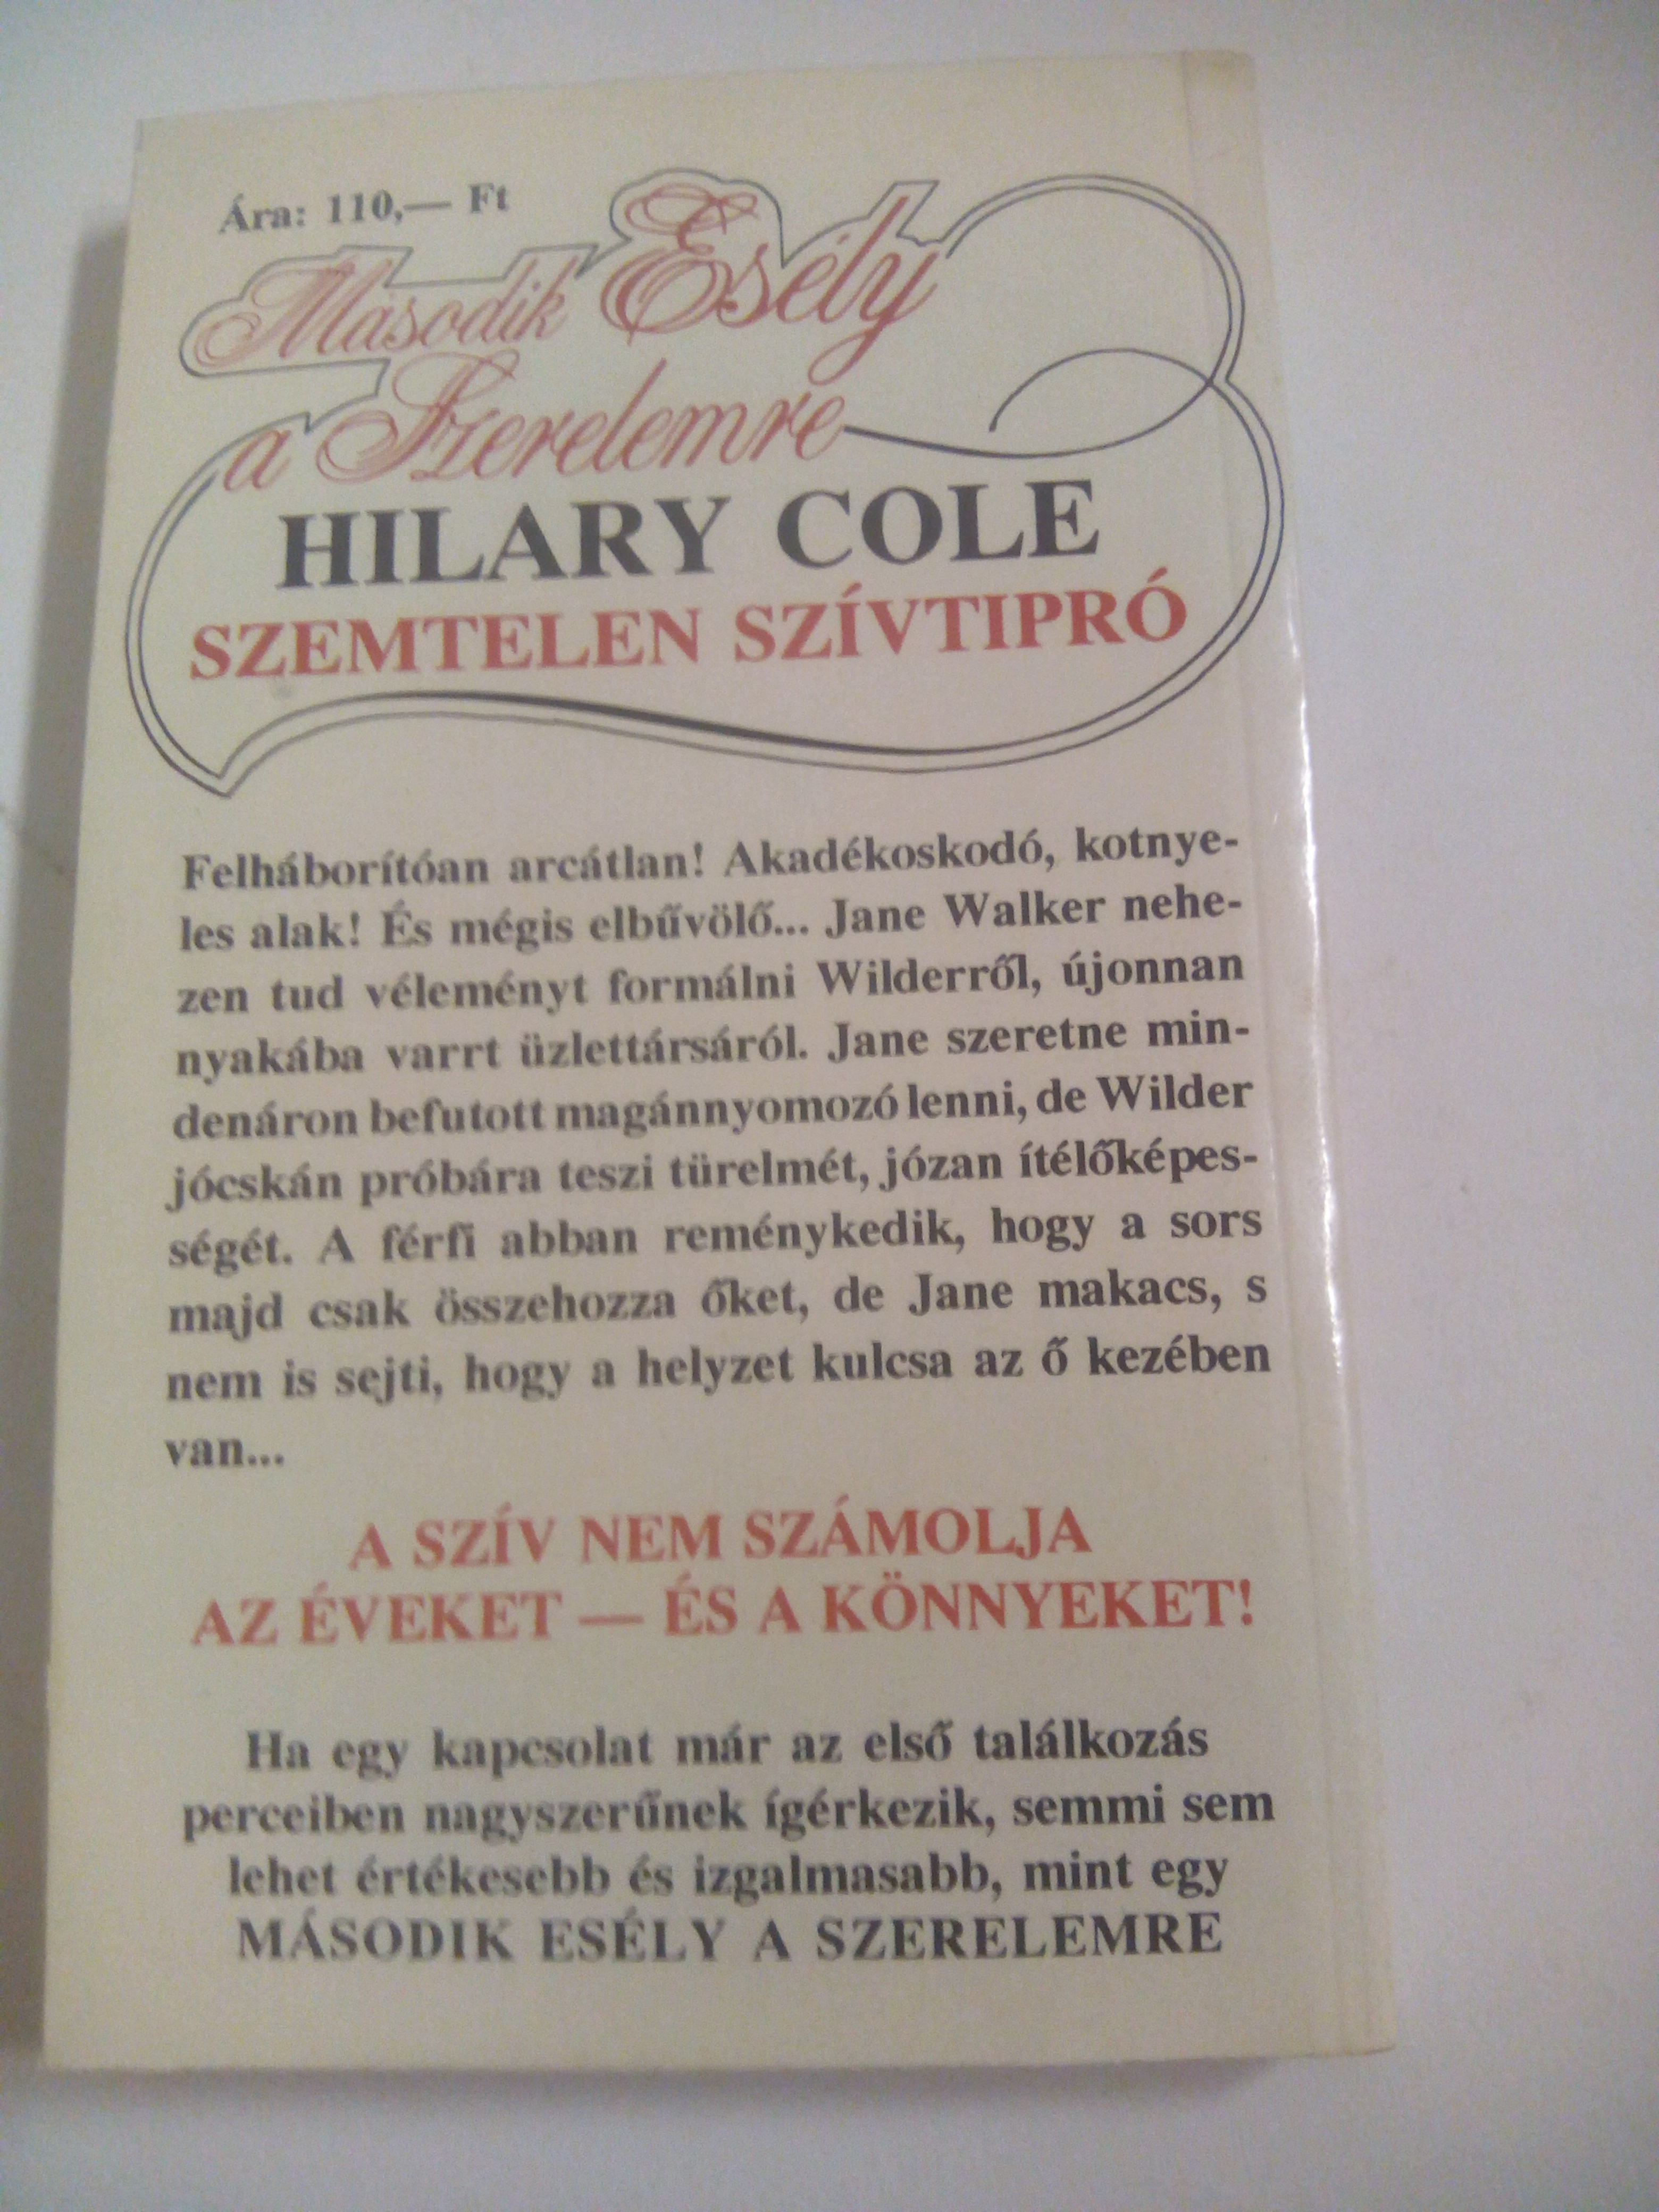 Ára: 110,— Ft
Második Esély
a Szerelemre
HILARY COLE
SZEMTELEN SZÍVTIPRÓ
Felháborítóan arcátlan! Akadékoskodó, kotnye-
les alak! És mégis elbűvölő... Jane Walker nehe-
zen tud véleményt formálni Wilderről, újonnan
nyakába varrt üzlettársáról. Jane szeretne min-
denáron befutott magánnyomozó lenni, de Wilder
jócskán próbára teszi türelmét, józan ítélőképes-
ségét. A férfi abban reménykedik, hogy a sors
majd csak összehozza őket, de Jane makacs, s
nem is sejti, hogy a helyzet kulcsa az ő kezében
van...
A SZÍV NEM SZÁMOLJA
AZ ÉVEKET — ÉS A KÖNNYEKET!
Ha egy kapcsolat már az első találkozás
perceiben nagyszerűnek ígérkezik, semmi sem
lehet értékesebb és izgalmasabb, mint egy
MÁSODIK ESÉLY A SZERELEMRE